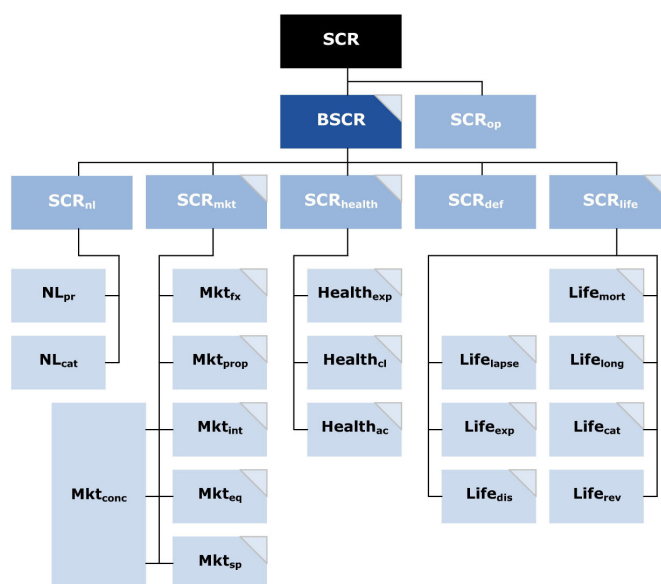 SCR
BSCR
SCRop
SCRnl
SCRmkt
SCRhealth
SCRdef
SCRlife
NLpr
Mktfx
Healthexp
Lifemort
NLcat
Mktprop
Healthcl
Lifelapse
Lifelong
Mktconc
Mktint
Healthac
Lifeexp
Lifecat
Mkteq
Lifedis
Liferev
Mktsp